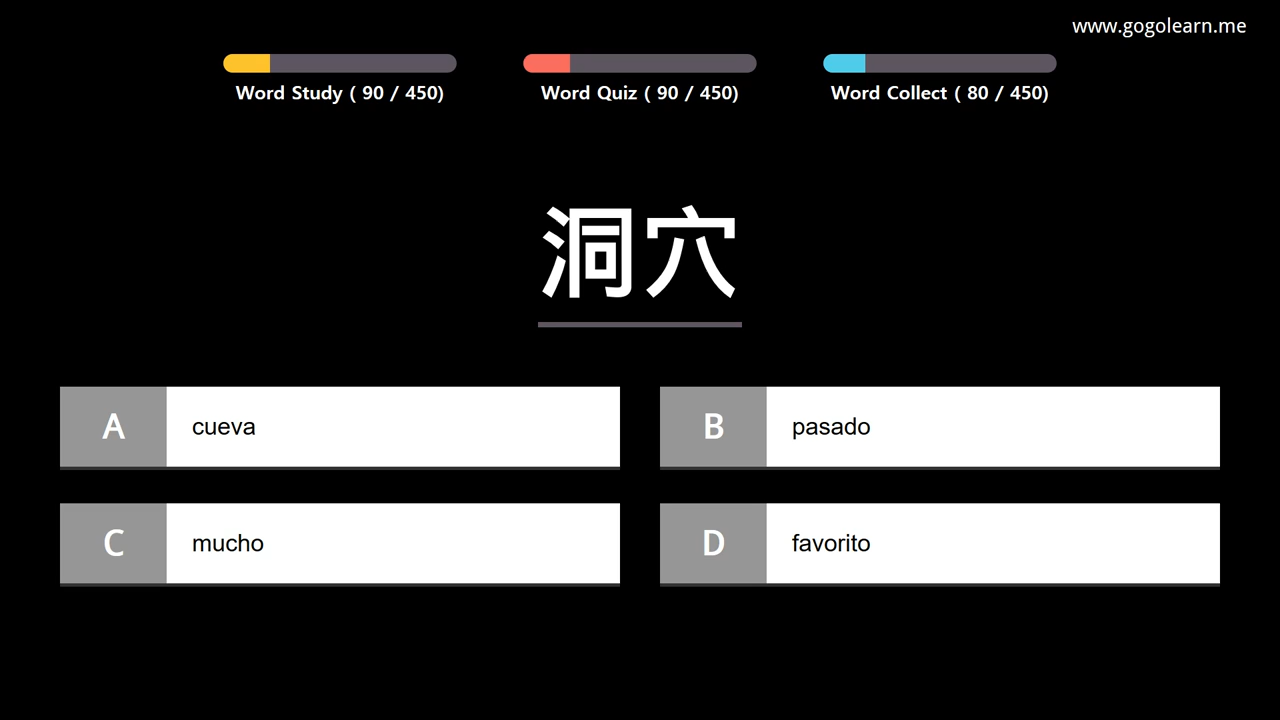 www.gogolearn.me
Word Study ( 90 / 450)
Word Quiz ( 90 / 450)
Word Collect ( 80 / 450)
洞穴
A cueva
B pasado
C mucho
D favorito